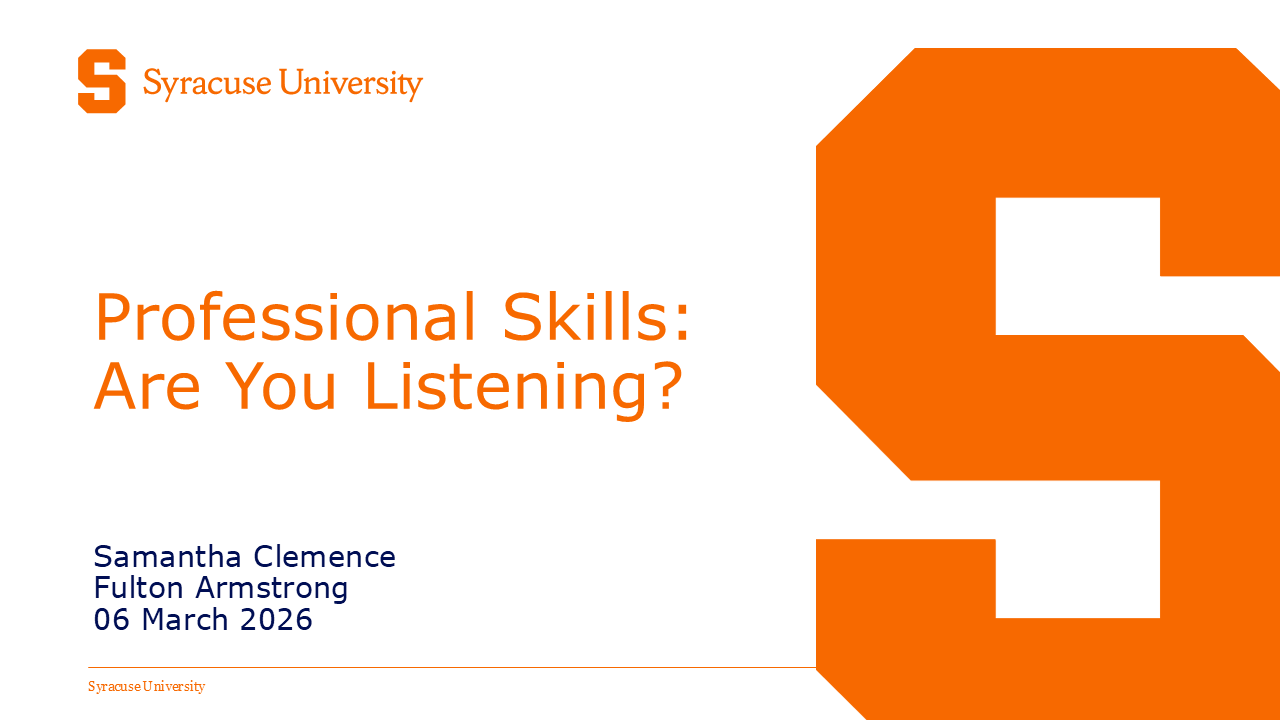 Syracuse University
Professional Skills:
Are You Listening?
Samantha Clemence
Fulton Armstrong
06 March 2026
Syracuse University